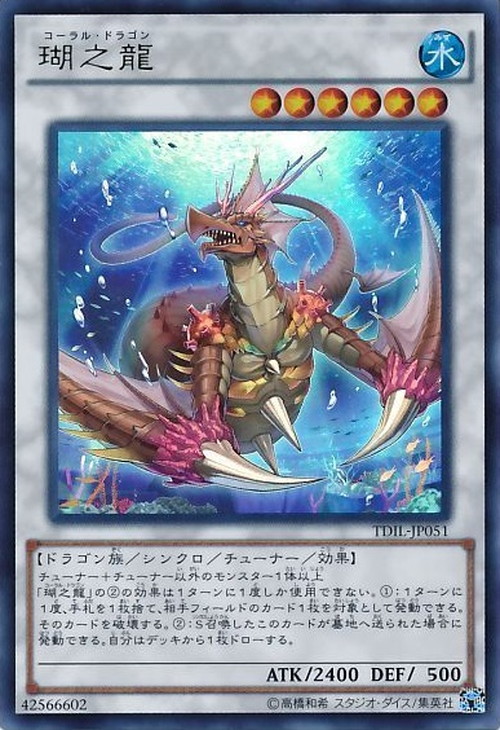 コーラル・ドラゴン
瑚之龍
みず
水
TDIL-JP051
【ドラゴン族／シンクロ／チューナー／効果】
チューナー＋チューナー以外のモンスター1体以上
「瑚之龍」の②の効果は1ターンに1度しか使用できない。①：1ターンに
1度、手札を1枚捨て、相手フィールドのカード1枚を対象として発動できる。
そのカードを破壊する。②：S召喚したこのカードが墓地へ送られた場合に
発動できる。自分はデッキから1枚ドローする。
ATK/2400 DEF/ 500
42566602
©高橋和希 スタジオ・ダイス/集英社